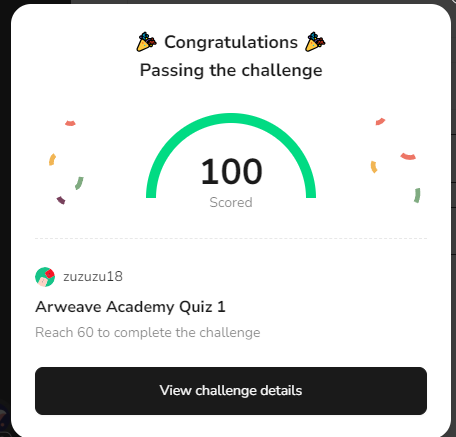 🎉 Congratulations 🎉
Passing the challenge
100
Scored
zuzuzu18
Arweave Academy Quiz 1
Reach 60 to complete the challenge
View challenge details